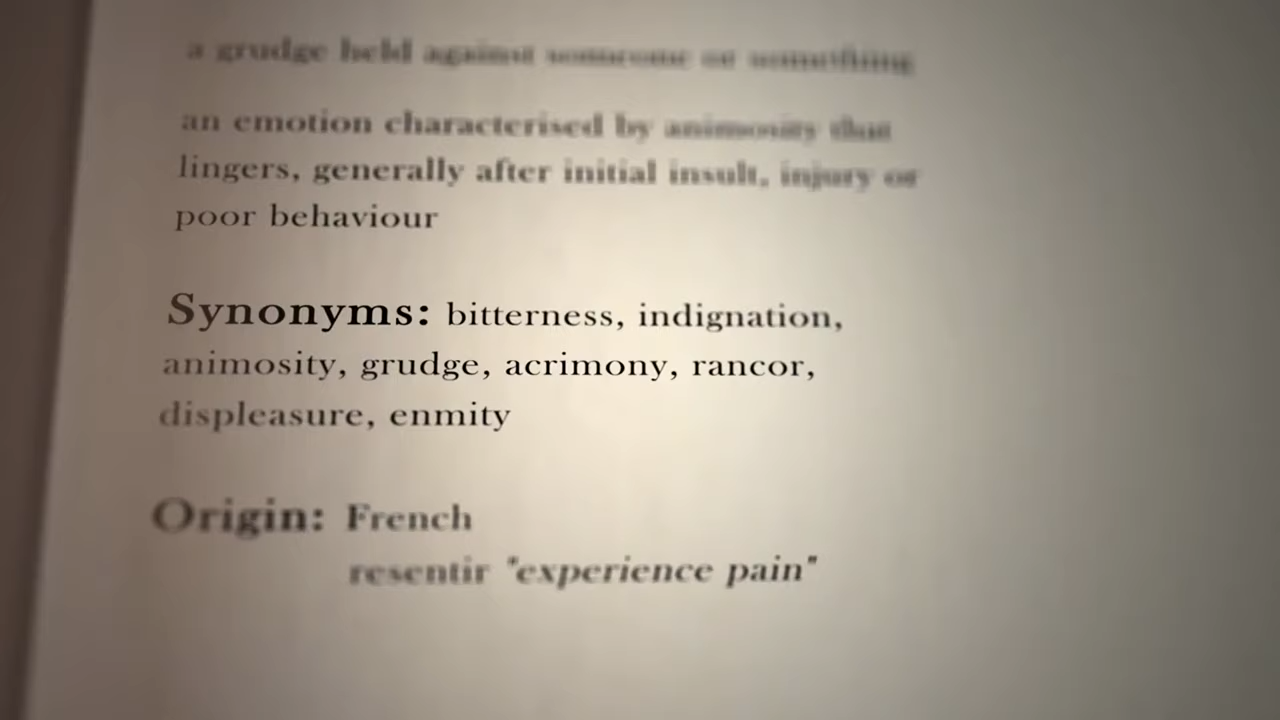 a grudge held against someone or something
an emotion characterised by animosity that
lingers, generally after initial insult, injury or
poor behaviour
Synonyms: bitterness, indignation,
animosity, grudge, acrimony, rancor,
displeasure, enmity
Origin: French
resentir "experience pain"